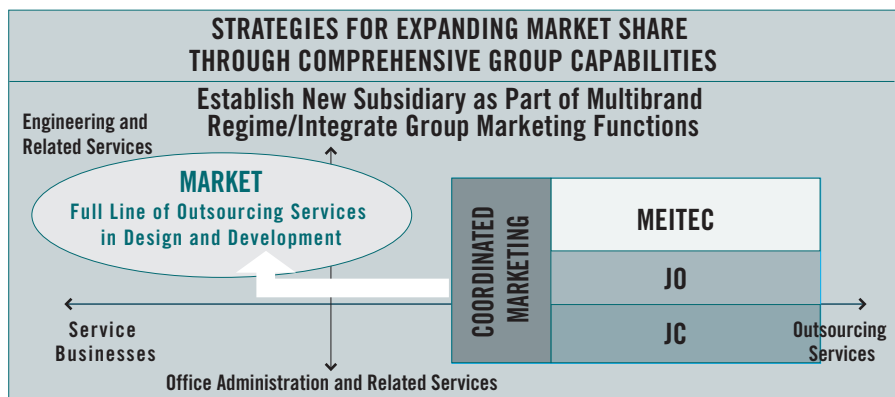 STRATEGIES FOR EXPANDING MARKET SHARE
THROUGH COMPREHENSIVE GROUP CAPABILITIES
Establish New Subsidiary as Part of Multibrand
Regime/Integrate Group Marketing Functions
Engineering and
Related Services
MARKET
Full Line of Outsourcing Services
in Design and Development
COORDINATED
MARKETING
MEITEC
JO
JC
Service
Businesses
Outsourcing
Services
Office Administration and Related Services